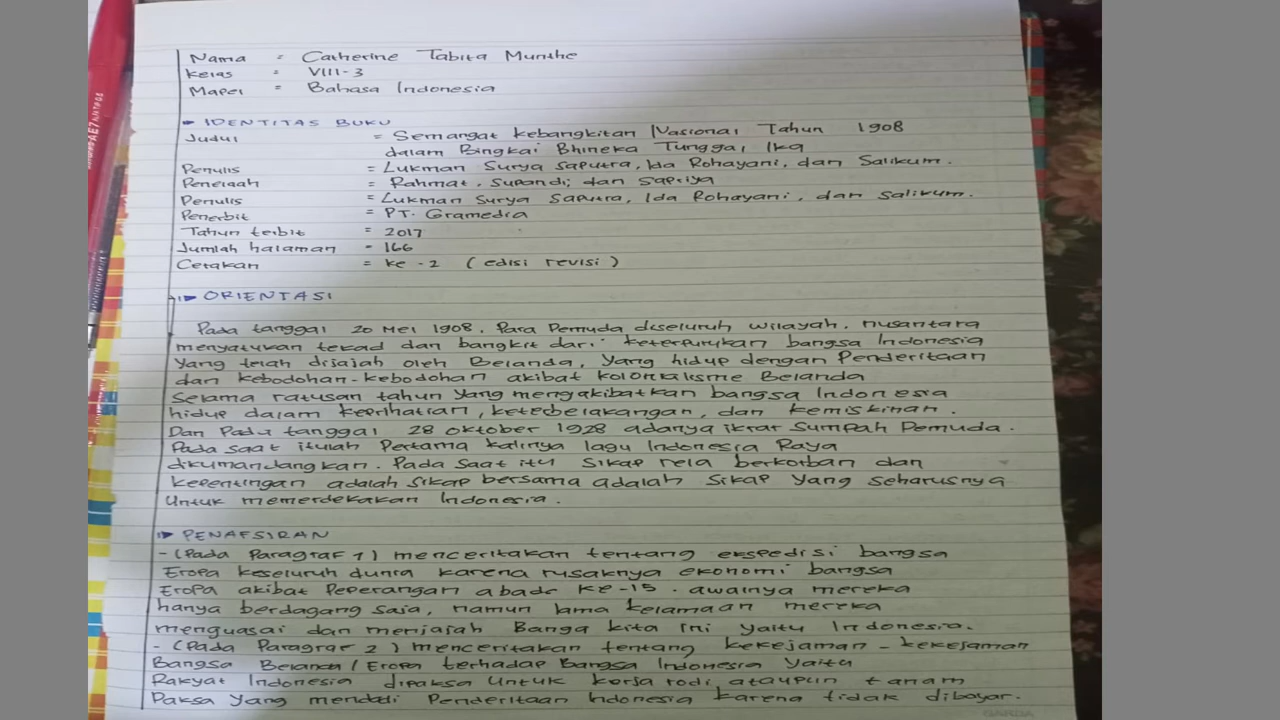 Nama = Catherine Tabita Munthe
Kelas = VIII-3
Mapel = Bahasa Indonesia
IDENTITAS BUKU
Judul = Semangat kebangkitan Nasional Tahun 1908
dalam Bingkai Bhineka Tunggal Ika
Penulis = Lukman Surya Saputra, Ida Rohayani, dan Salikum.
Penelaah = Rahmat, Supandi, dan Sapriya
Penulis = Lukman Surya Saputra, Ida Rohayani, dan Salikum.
Penerbit = PT. Gramedia
Tahun terbit = 2017
Jumlah halaman = 166
Cetakan = ke -2 (edisi revisi)
ORIENTASI
Pada tanggal 20 Mei 1908. Para Pemuda diseluruh wilayah. nusantara
menyatukan tekad dan bangkit dari keterpurukan bangsa Indonesia
Yang telah disajah oleh Belanda, Yang hidup dengan Penderitaan
dan kebodohan-kebodohan akibat kolonialisme Belanda
Selama ratusan tahun yang mengakibatkan bangsa Indonesia
hidup dalam keprihatian, keterbelakangan, dan kemiskinan.
Dan Pada tanggal 28 oktober 1928 adanya ikrar Sumpah Pemuda.
Pada saat itulah Pertama kalinya lagu Indonesia Raya
dikumandangkan. Pada saat itu sikap rela berkorban dan
kepentingan adalah sikap bersama adalah sikap yang seharusnya
Untuk memerdekakan Indonesia.
PENAFSIRAN
- (Pada Paragraf 1) menceritakan tentang ekspedisi bangsa
Eropa keseluruh dunia karena rusaknya ekonomi bangsa
Eropa akibat Peperangan abade ke-15. awalnya mereka
hanya berdagang saja, namun lama kelamaan mereka
menguasai dan menjajah Banga kita ini yaitu Indonesia.
- (Pada Paragraf 2) menceritakan tentang kekejaman - kekejaman
Bangsa Belanda/Eropa terhadap Bangsa Indonesia yaitu
Rakyat Indonesia dipaksa untuk kerja rodi ataupun tanam
Paksa yang mendadi Penderitaan Indonesia karena tidak dibayar.